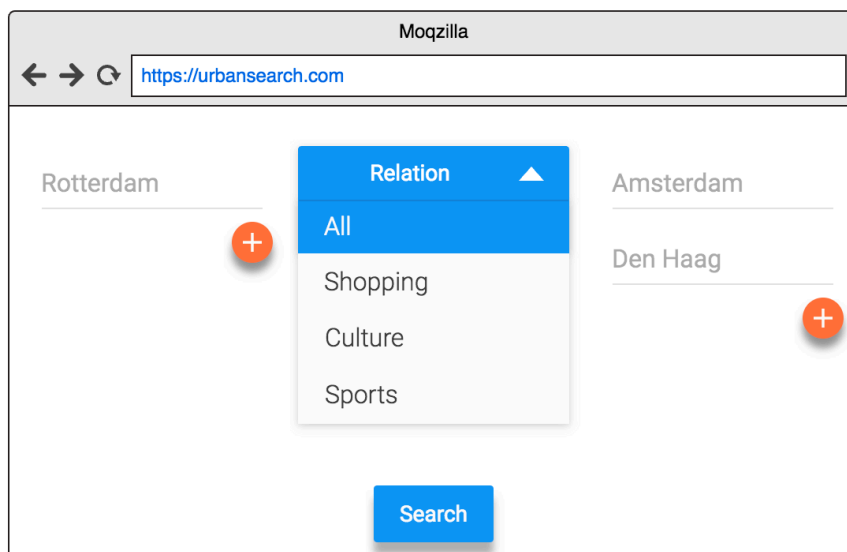 Moqzilla
https://urbansearch.com
Rotterdam
Relation
Amsterdam
All
Den Haag
Shopping
Culture
Sports
Search